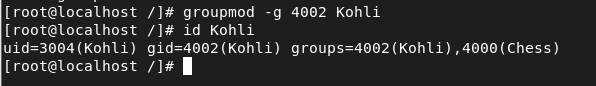 [root@localhost /]# groupmod -g 4002 Kohli
[root@localhost /]# id Kohli
uid=3004(Kohli) gid=4002(Kohli) groups=4002(Kohli),4000(Chess)
[root@localhost /]#